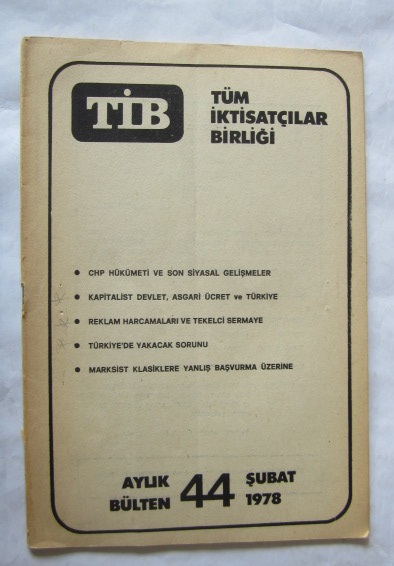 TİB
TÜM
İKTİSATÇILAR
BİRLİĞİ
• CHP HÜKÜMETİ VE SON SİYASAL GELİŞMELER
• KAPİTALİST DEVLET, ASGARİ ÜCRET ve TÜRKİYE
• REKLAM HARCAMALARI VE TEKELCİ SERMAYE
• TÜRKİYE'DE YAKACAK SORUNU
• MARKSİST KLASİKLERE YANLIŞ BAŞVURMA ÜZERİNE
AYLIK
BÜLTEN
44
ŞUBAT
1978